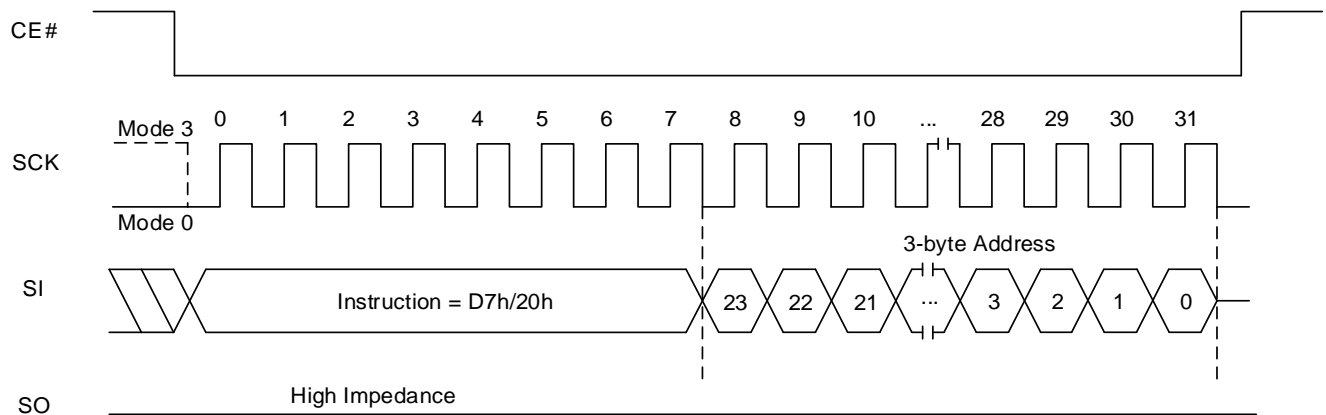 CE#
0 1 2 3 4 5 6 7 8 9 10 ... 28 29 30 31
Mode 3
SCK
Mode 0
3-byte Address
SI
Instruction = D7h/20h
23 22 21 ... 3 2 1 0
High Impedance
SO